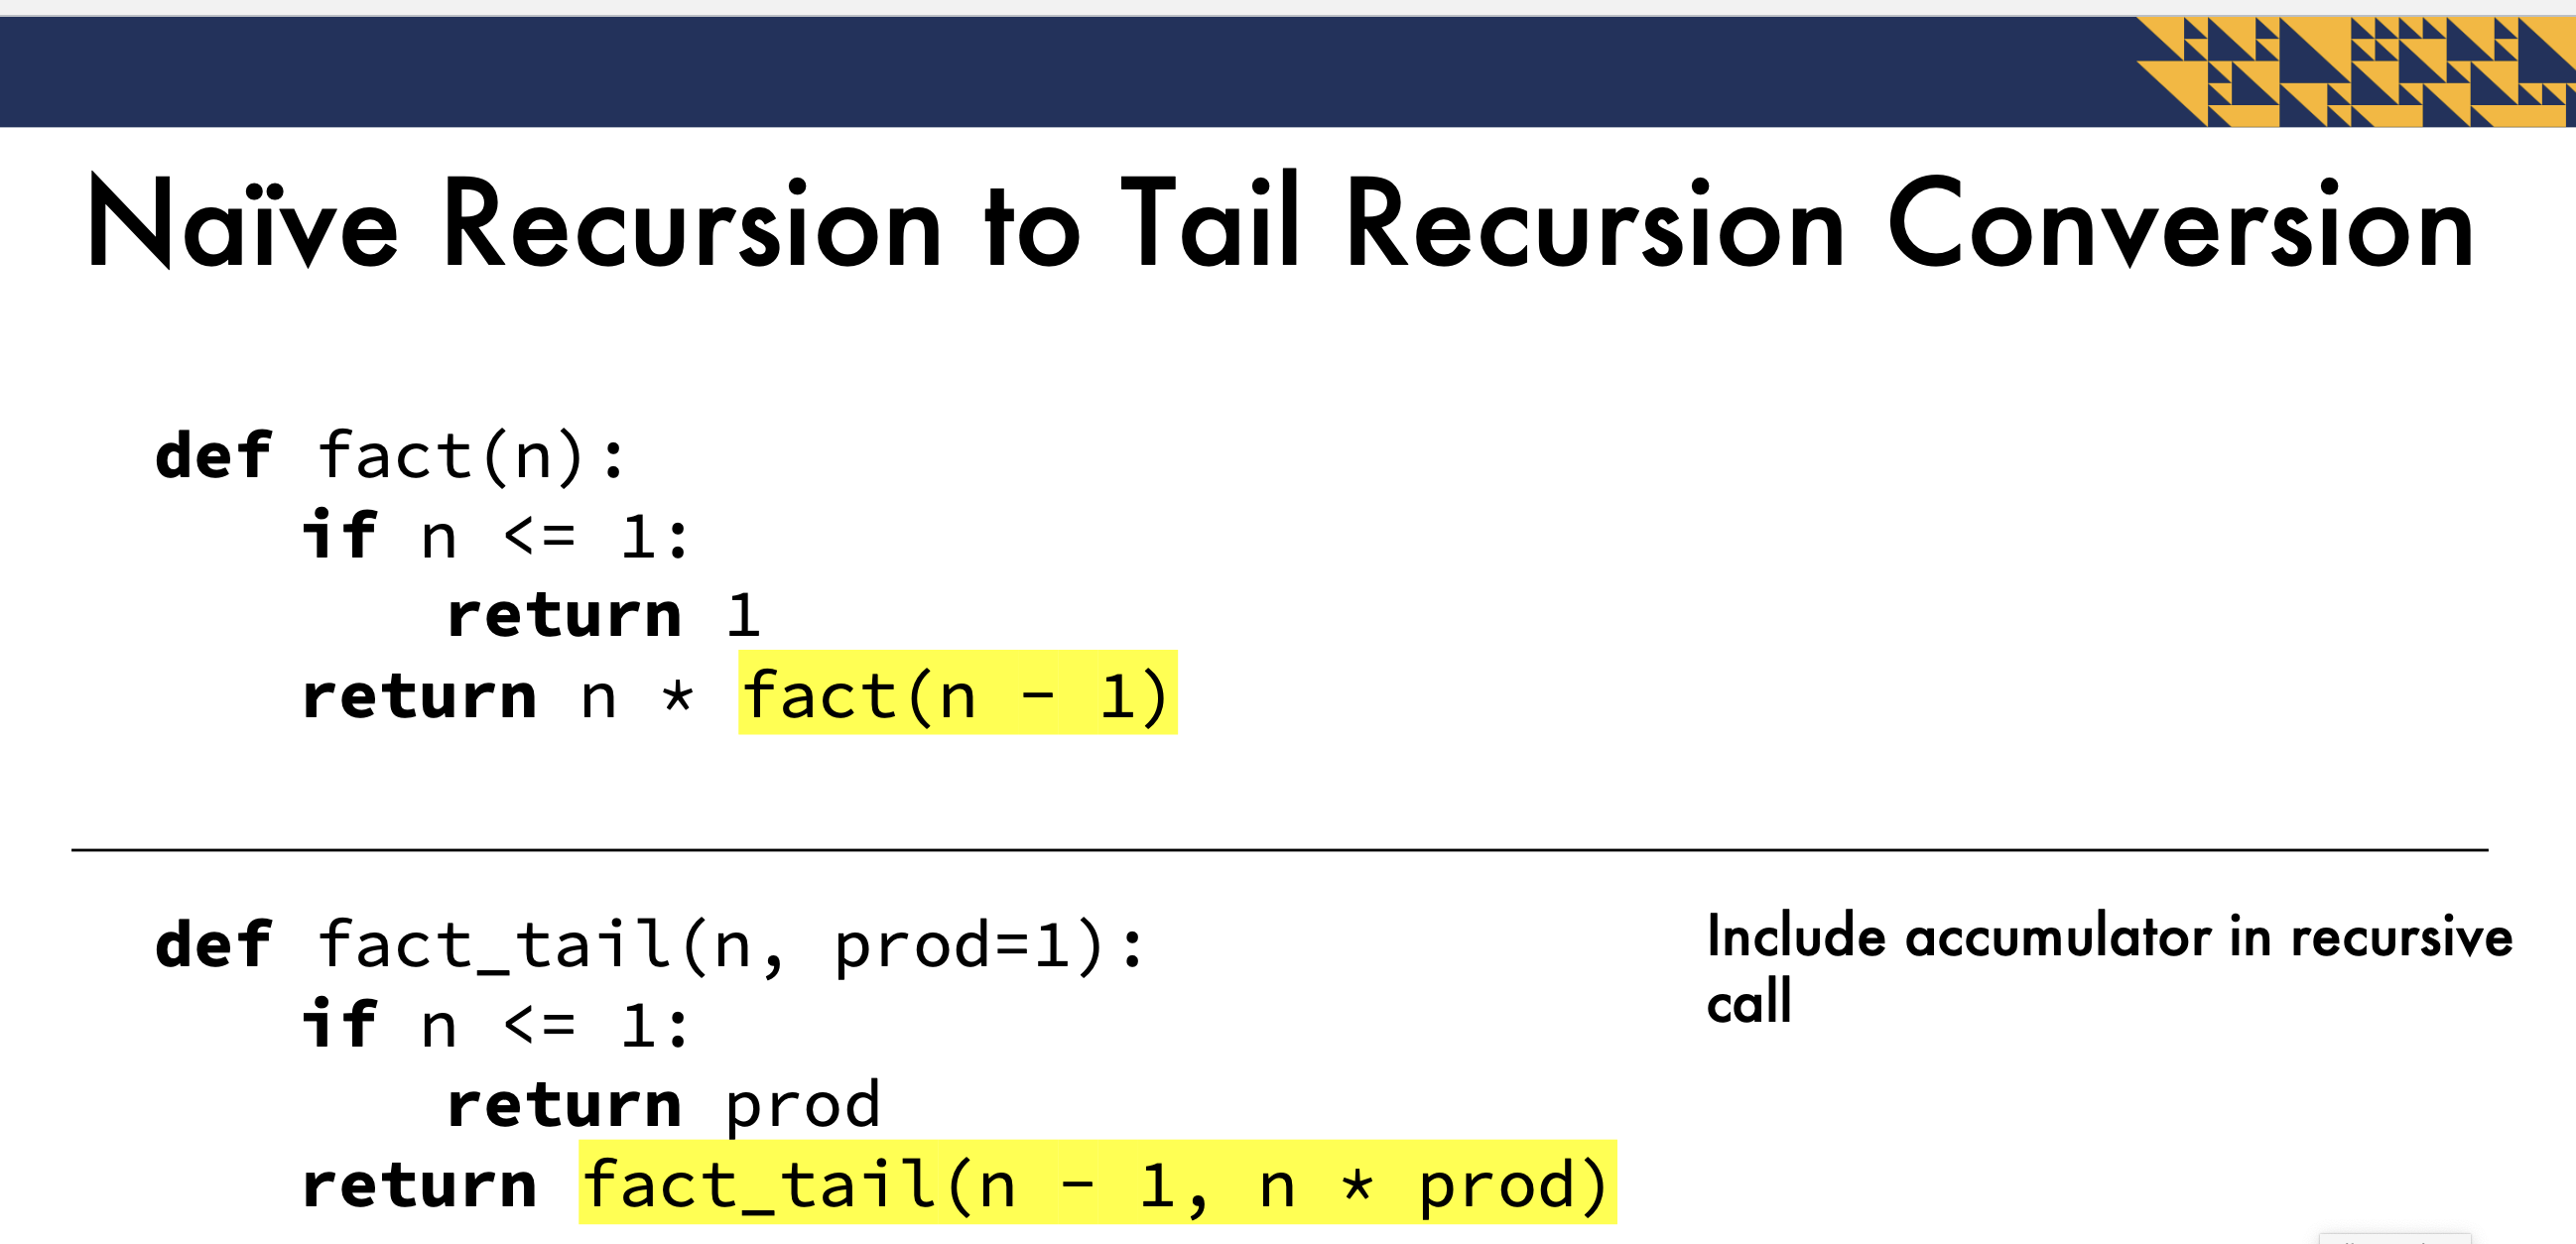 Naïve Recursion to Tail Recursion Conversion
def fact(n):
    if n <= 1:
        return 1
    return n * fact(n - 1)
def fact_tail(n, prod=1):
    if n <= 1:
        return prod
    return fact_tail(n - 1, n * prod)
Include accumulator in recursive
call